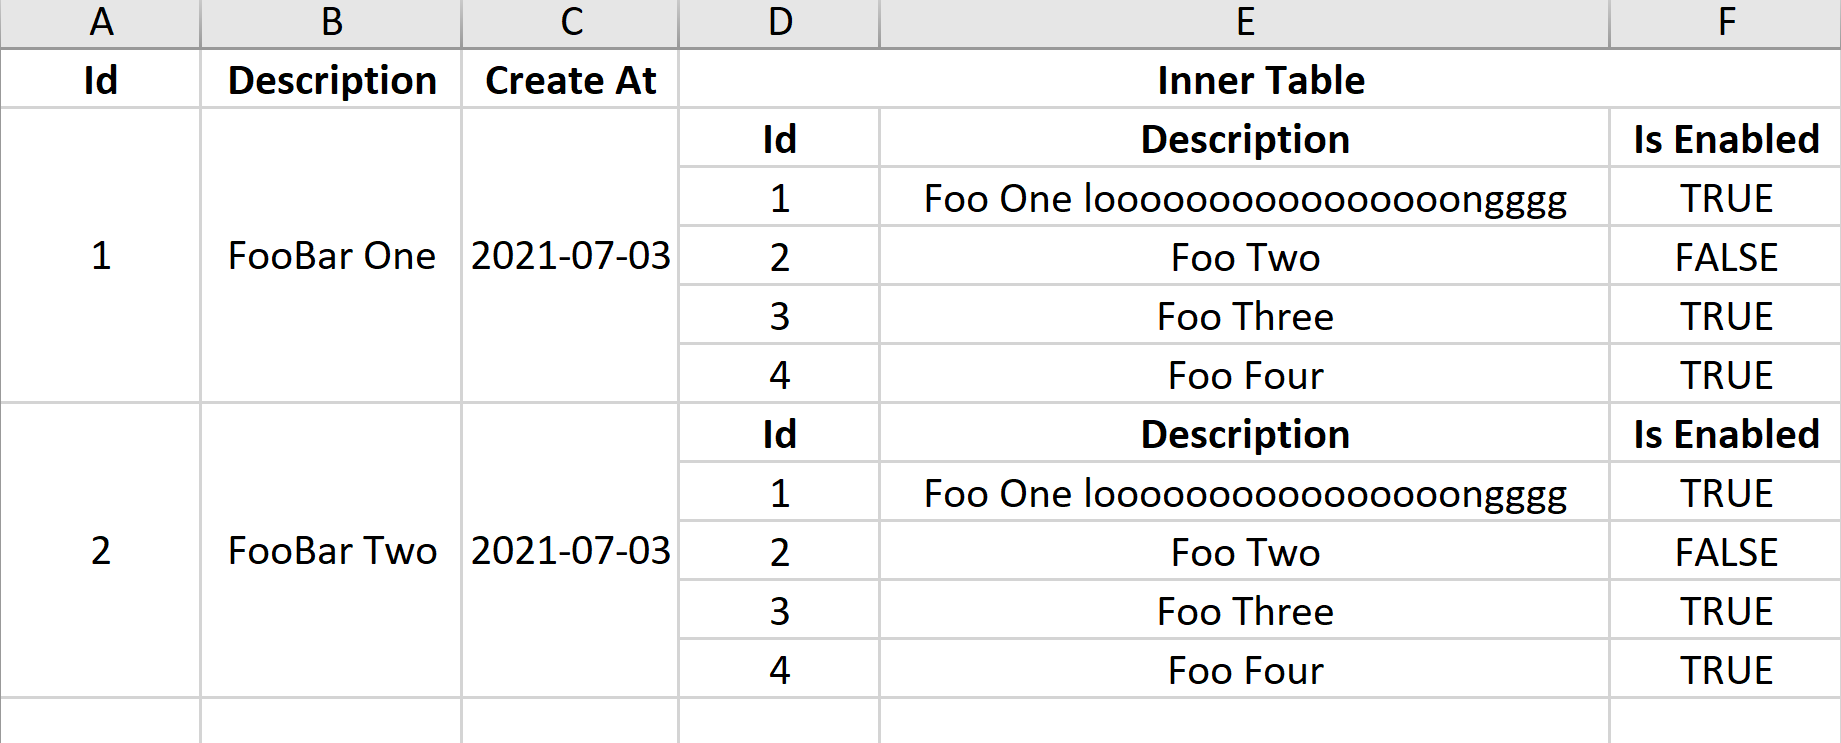 A B C D E F
Id Description Create At Inner Table
Id Description Is Enabled
1 Foo One loooooooooooooooongggg TRUE
1 FooBar One 2021-07-03 2 Foo Two FALSE
3 Foo Three TRUE
4 Foo Four TRUE
Id Description Is Enabled
1 Foo One loooooooooooooooongggg TRUE
2 FooBar Two 2021-07-03 2 Foo Two FALSE
3 Foo Three TRUE
4 Foo Four TRUE